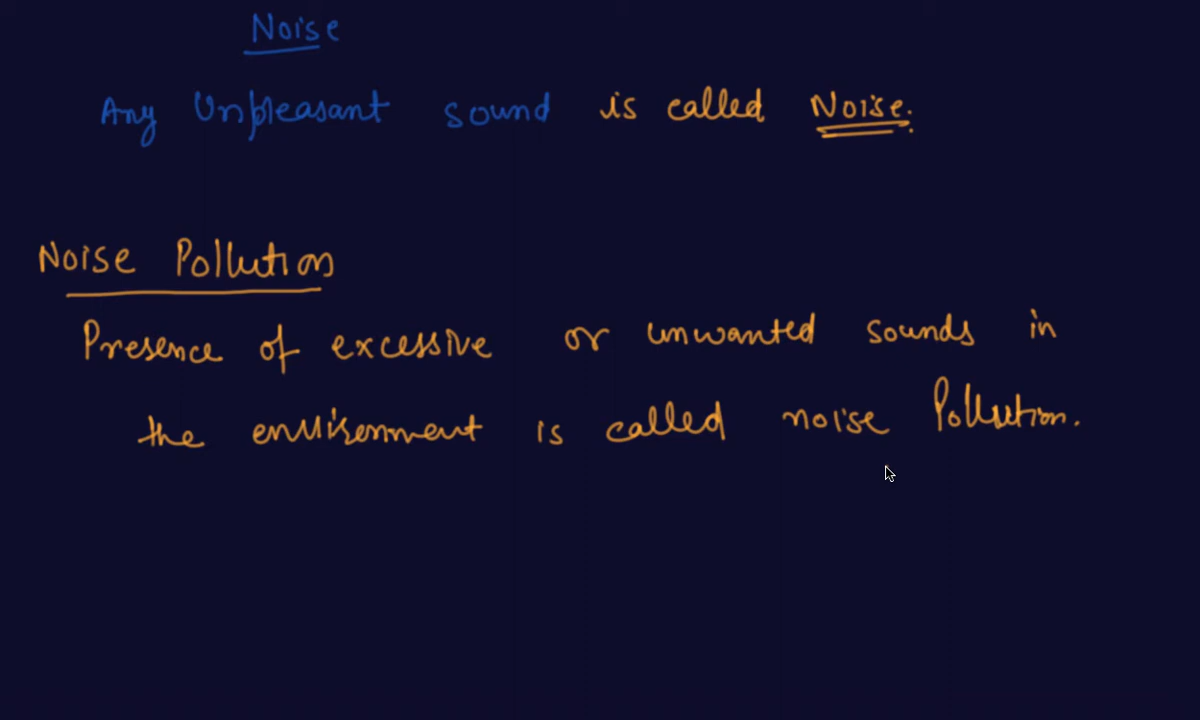 Noise
Any Unpleasant sound is called Noise.
Noise Pollution
Presence of excessive or unwanted sounds in
the environment is called noise Pollution.